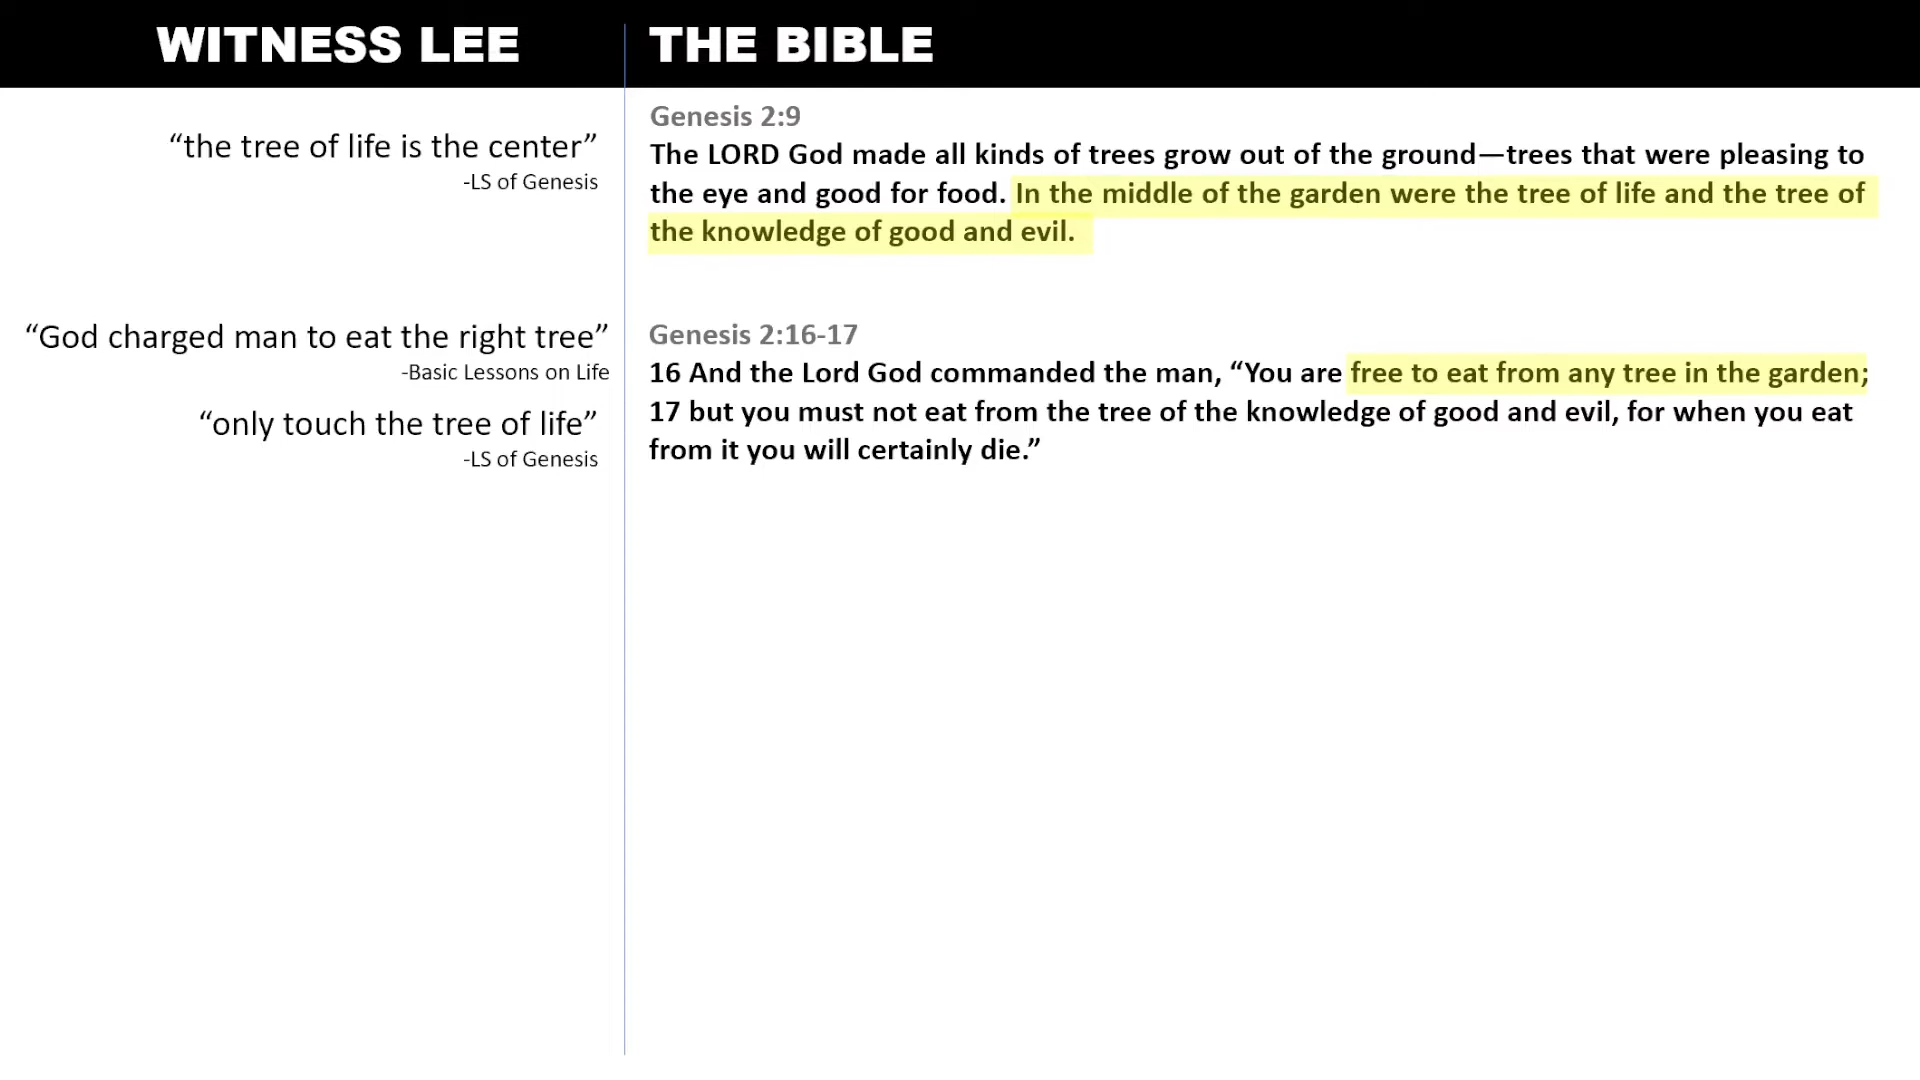 WITNESS LEE
THE BIBLE
“the tree of life is the center”
-LS of Genesis
Genesis 2:9
The LORD God made all kinds of trees grow out of the ground—trees that were pleasing to
the eye and good for food. In the middle of the garden were the tree of life and the tree of
the knowledge of good and evil.
“God charged man to eat the right tree”
-Basic Lessons on Life
“only touch the tree of life”
-LS of Genesis
Genesis 2:16-17
16 And the Lord God commanded the man, “You are free to eat from any tree in the garden;
17 but you must not eat from the tree of the knowledge of good and evil, for when you eat
from it you will certainly die.”